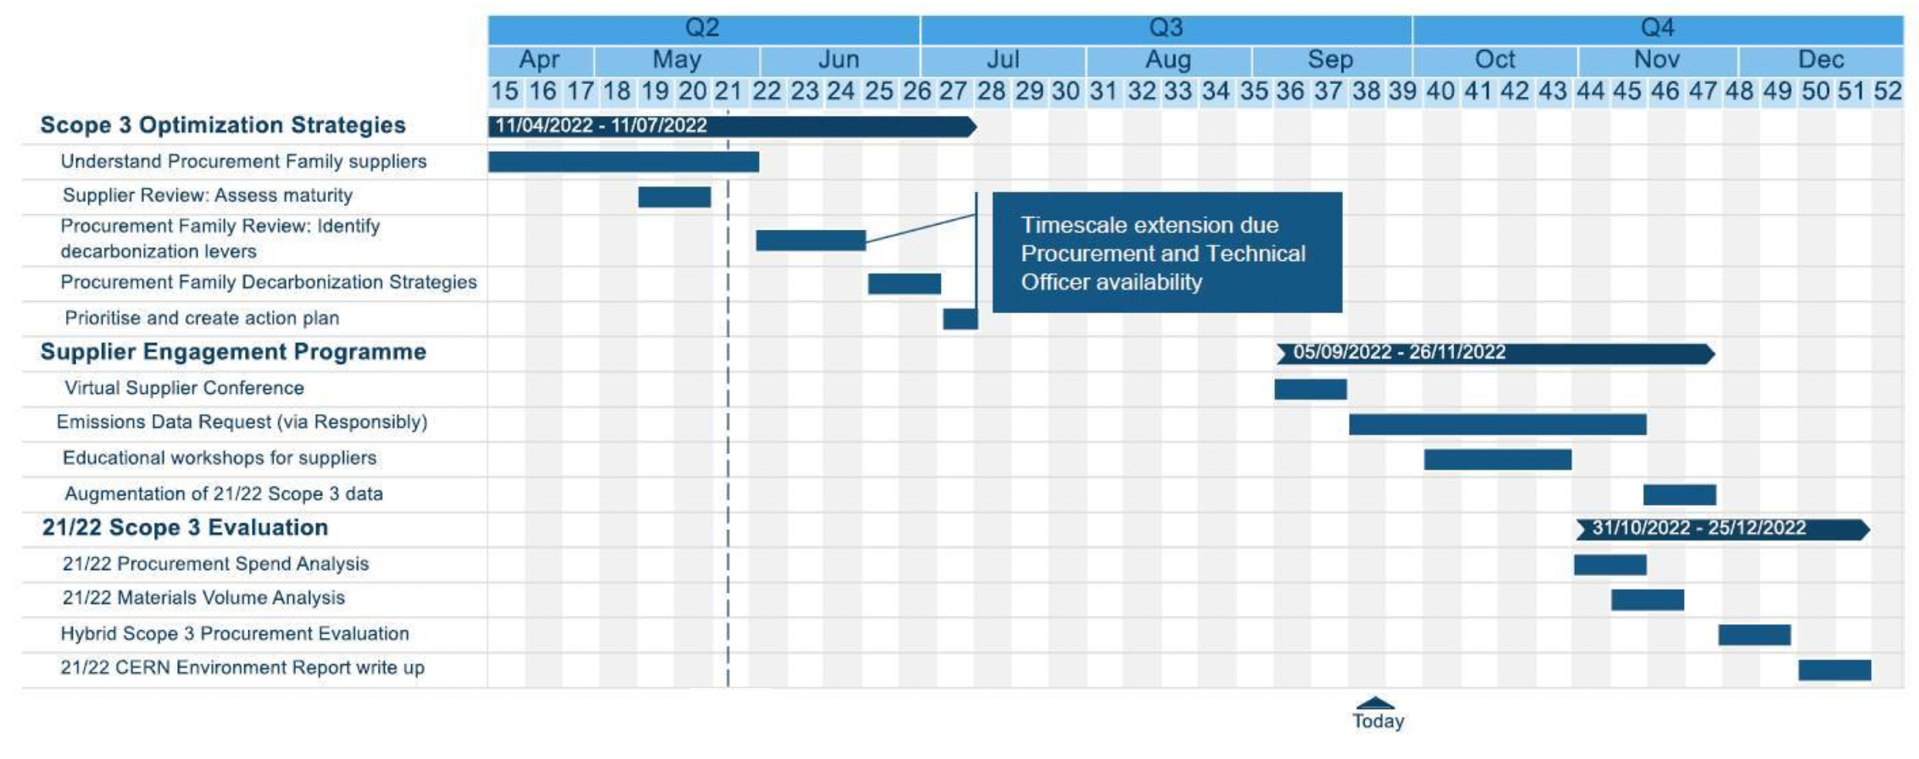 Q2 Q3 Q4
Apr May Jun Jul Aug Sep Oct Nov Dec
15 16 17 18 19 20 21 22 23 24 25 26 27 28 29 30 31 32 33 34 35 36 37 38 39 40 41 42 43 44 45 46 47 48 49 50 51 52
Scope 3 Optimization Strategies 11/04/2022 - 11/07/2022
Understand Procurement Family suppliers
Supplier Review: Assess maturity
Procurement Family Review: Identify
decarbonization levers
Timescale extension due
Procurement and Technical
Officer availability
Procurement Family Decarbonization Strategies
Prioritise and create action plan
Supplier Engagement Programme 05/09/2022 - 26/11/2022
Virtual Supplier Conference
Emissions Data Request (via Responsibly)
Educational workshops for suppliers
Augmentation of 21/22 Scope 3 data
21/22 Scope 3 Evaluation 31/10/2022 - 25/12/2022
21/22 Procurement Spend Analysis
21/22 Materials Volume Analysis
Hybrid Scope 3 Procurement Evaluation
21/22 CERN Environment Report write up
Today